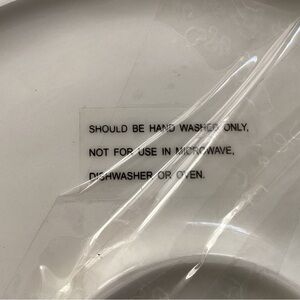 SHOULD BE HAND WASHED ONLY,
NOT FOR USE IN MICROWAVE,
DISHWASHER OR OVEN.